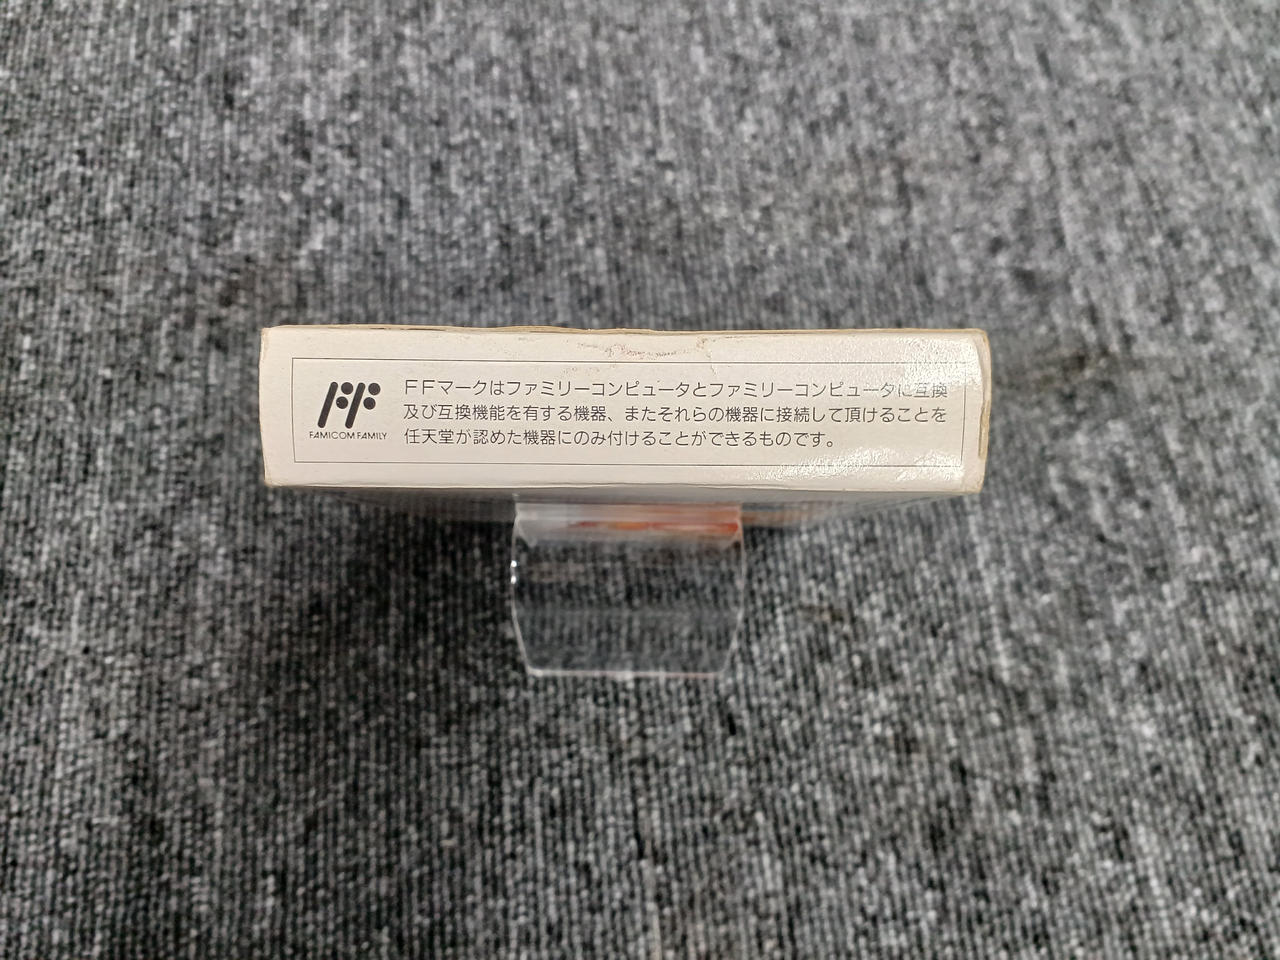 FFマークはファミリーコンピュータとファミリーコンピュータに互換
及び互換機能を有する機器、またそれらの機器に接続して頂けることを
任天堂が認めた機器にのみ付けることができるものです。
FF
FAMICOM FAMILY